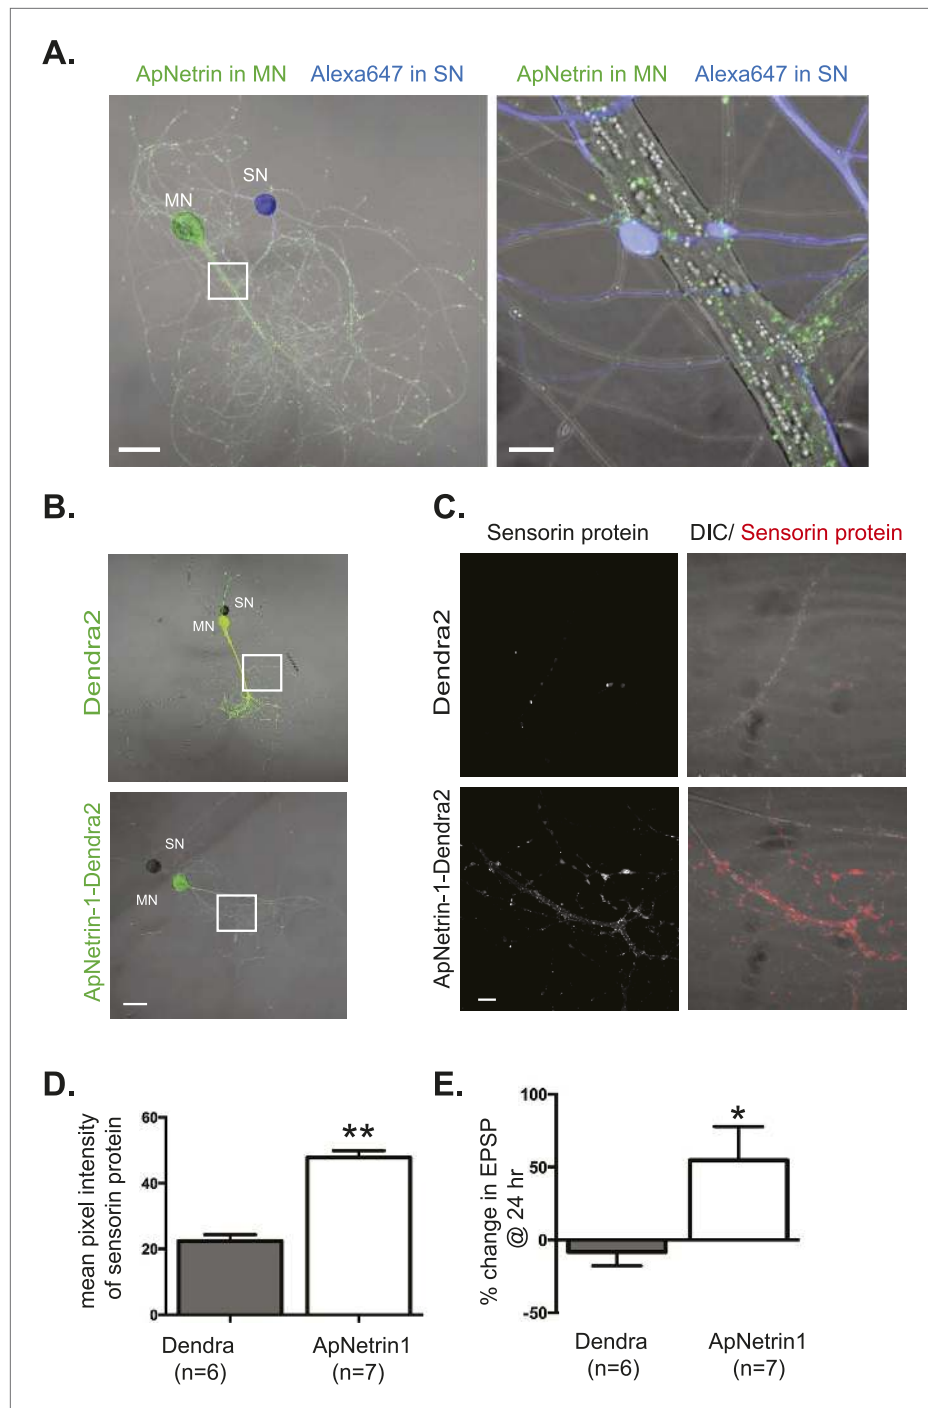 A.
ApNetrin in MN Alexa647 in SN
ApNetrin in MN Alexa647 in SN
MN
SN
B.
Dendra2
SN
MN
ApNetrin-1-Dendra2
SN
MN
C.
Sensorin protein
DIC/ Sensorin protein
Dendra2
ApNetrin-1-Dendra2
D.
mean pixel intensity
of sensorin protein
60
40
20
0
**
Dendra
(n=6)
ApNetrin1
(n=7)
E.
% change in EPSP
@ 24 hr
100
50
0
-50
*
Dendra
(n=6)
ApNetrin1
(n=7)